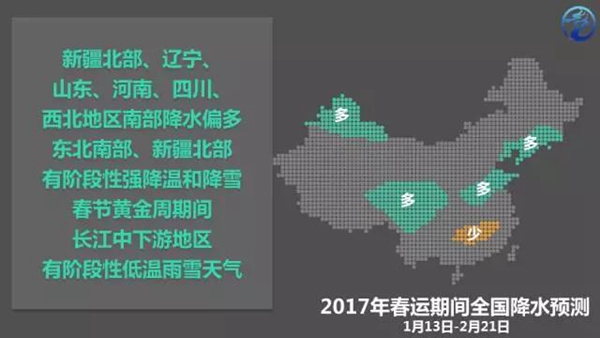 新疆北部、辽宁、
山东、河南、四川、
西北地区南部降水偏多
东北南部、新疆北部
有阶段性强降温和降雪
春节黄金周期间
长江中下游地区
有阶段性低温雨雪天气
多
多
多
多
少
2017年春运期间全国降水预测
1月13日-2月21日